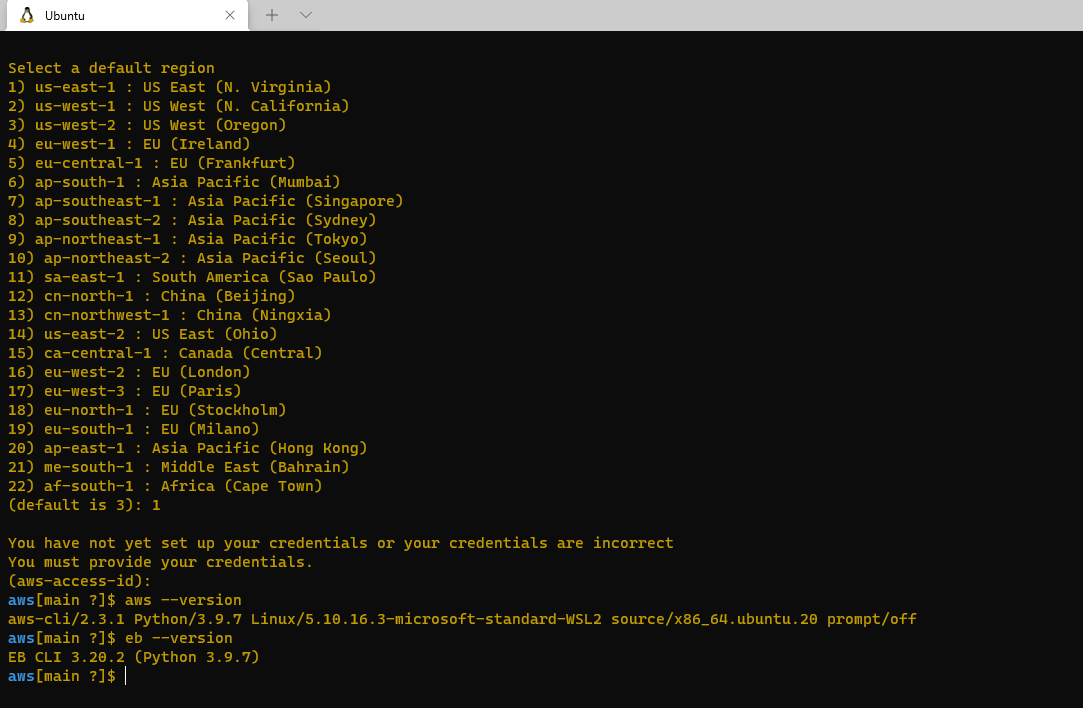 Ubuntu
Select a default region
1) us-east-1 : US East (N. Virginia)
2) us-west-1 : US West (N. California)
3) us-west-2 : US West (Oregon)
4) eu-west-1 : EU (Ireland)
5) eu-central-1 : EU (Frankfurt)
6) ap-south-1 : Asia Pacific (Mumbai)
7) ap-southeast-1 : Asia Pacific (Singapore)
8) ap-southeast-2 : Asia Pacific (Sydney)
9) ap-northeast-1 : Asia Pacific (Tokyo)
10) ap-northeast-2 : Asia Pacific (Seoul)
11) sa-east-1 : South America (Sao Paulo)
12) cn-north-1 : China (Beijing)
13) cn-northwest-1 : China (Ningxia)
14) us-east-2 : US East (Ohio)
15) ca-central-1 : Canada (Central)
16) eu-west-2 : EU (London)
17) eu-west-3 : EU (Paris)
18) eu-north-1 : EU (Stockholm)
19) eu-south-1 : EU (Milano)
20) ap-east-1 : Asia Pacific (Hong Kong)
21) me-south-1 : Middle East (Bahrain)
22) af-south-1 : Africa (Cape Town)
(default is 3): 1
You have not yet set up your credentials or your credentials are incorrect
You must provide your credentials.
(aws-access-id):
aws[main ?]$ aws --version
aws-cli/2.3.1 Python/3.9.7 Linux/5.10.16.3-microsoft-standard-WSL2 source/x86_64.ubuntu.20 prompt/off
aws[main ?]$ eb --version
EB CLI 3.20.2 (Python 3.9.7)
aws[main ?]$